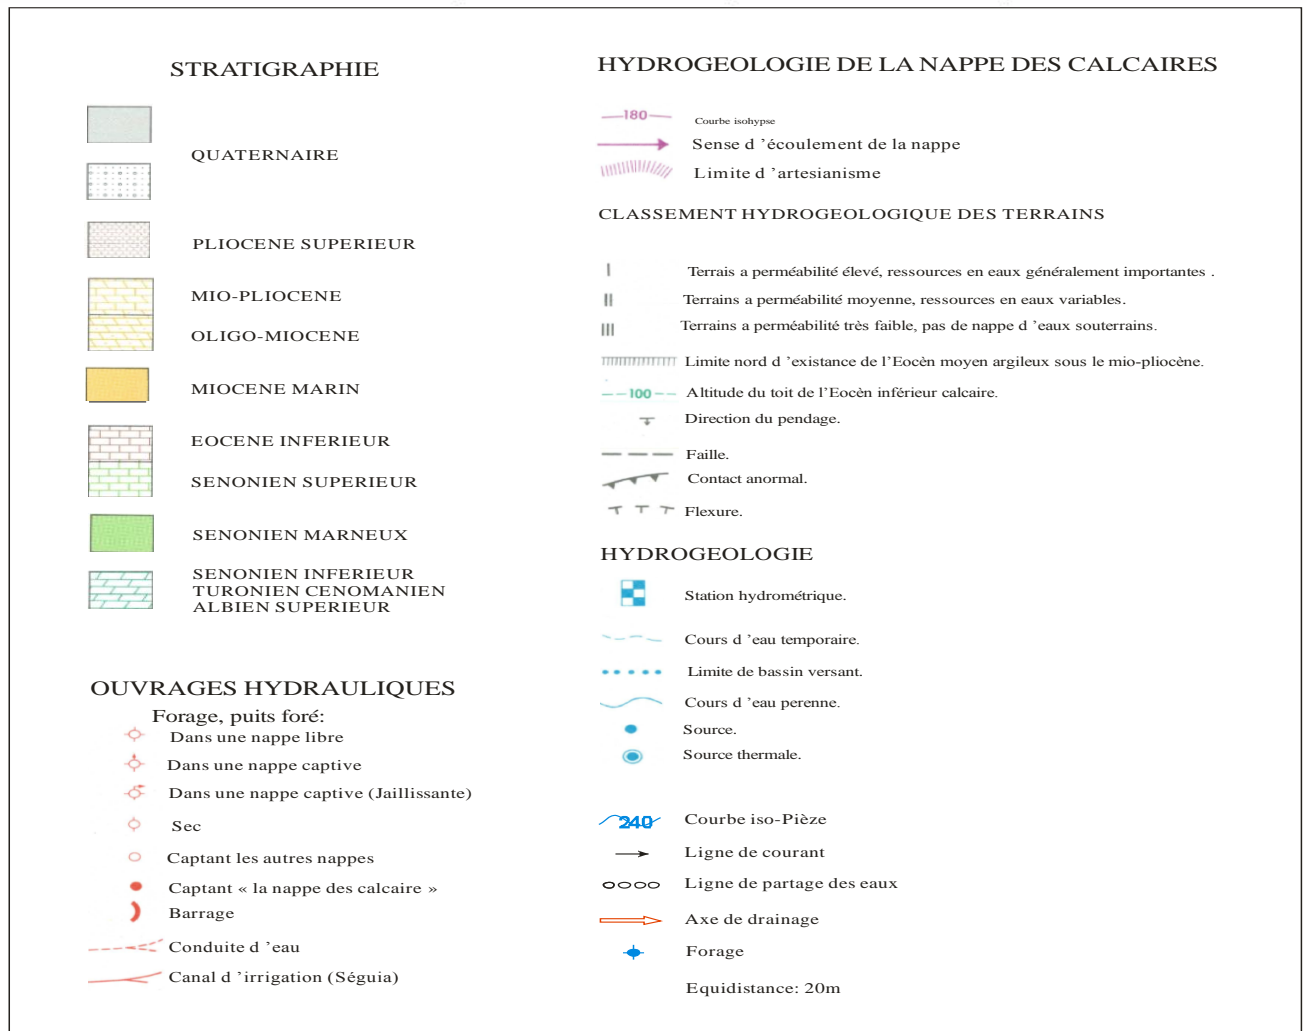 STRATIGRAPHIE
QUATERNAIRE
PLIOCENE SUPERIEUR
MIO-PLIOCENE
OLIGO-MIOCENE
MIOCENE MARIN
EOCENE INFERIEUR
SENONIEN SUPERIEUR
SENONIEN MARNEUX
SENONIEN INFERIEUR
TURONIEN CENOMANIEN
ALBIEN SUPERIEUR
OUVRAGES HYDRAULIQUES
Forage, puits foré:
Dans une nappe libre
Dans une nappe captive
Dans une nappe captive (Jaillissante)
Sec
Captant les autres nappes
Captant « la nappe des calcaire »
Barrage
Conduite d ’eau
Canal d ’irrigation (Séguia)
HYDROGEOLOGIE DE LA NAPPE DES CALCAIRES
180 Courbe isohypse
Sense d ’écoulement de la nappe
Limite d ’artesianisme
CLASSEMENT HYDROGEOLOGIQUE DES TERRAINS
I Terrais a perméabilité élevé, ressources en eaux généralement importantes .
II Terrains a perméabilité moyenne, ressources en eaux variables.
III Terrains a perméabilité très faible, pas de nappe d ’eaux souterrains.
Limite nord d ’existance de l’Eocèn moyen argileux sous le mio-pliocène.
100 Altitude du toit de l’Eocèn inférieur calcaire.
Direction du pendage.
Faille.
Contact anormal.
Flexure.
HYDROGEOLOGIE
Station hydrométrique.
Cours d ’eau temporaire.
Limite de bassin versant.
Cours d ’eau perenne.
Source.
Source thermale.
240 Courbe iso-Pièze
Ligne de courant
Ligne de partage des eaux
Axe de drainage
Forage
Equidistance: 20m